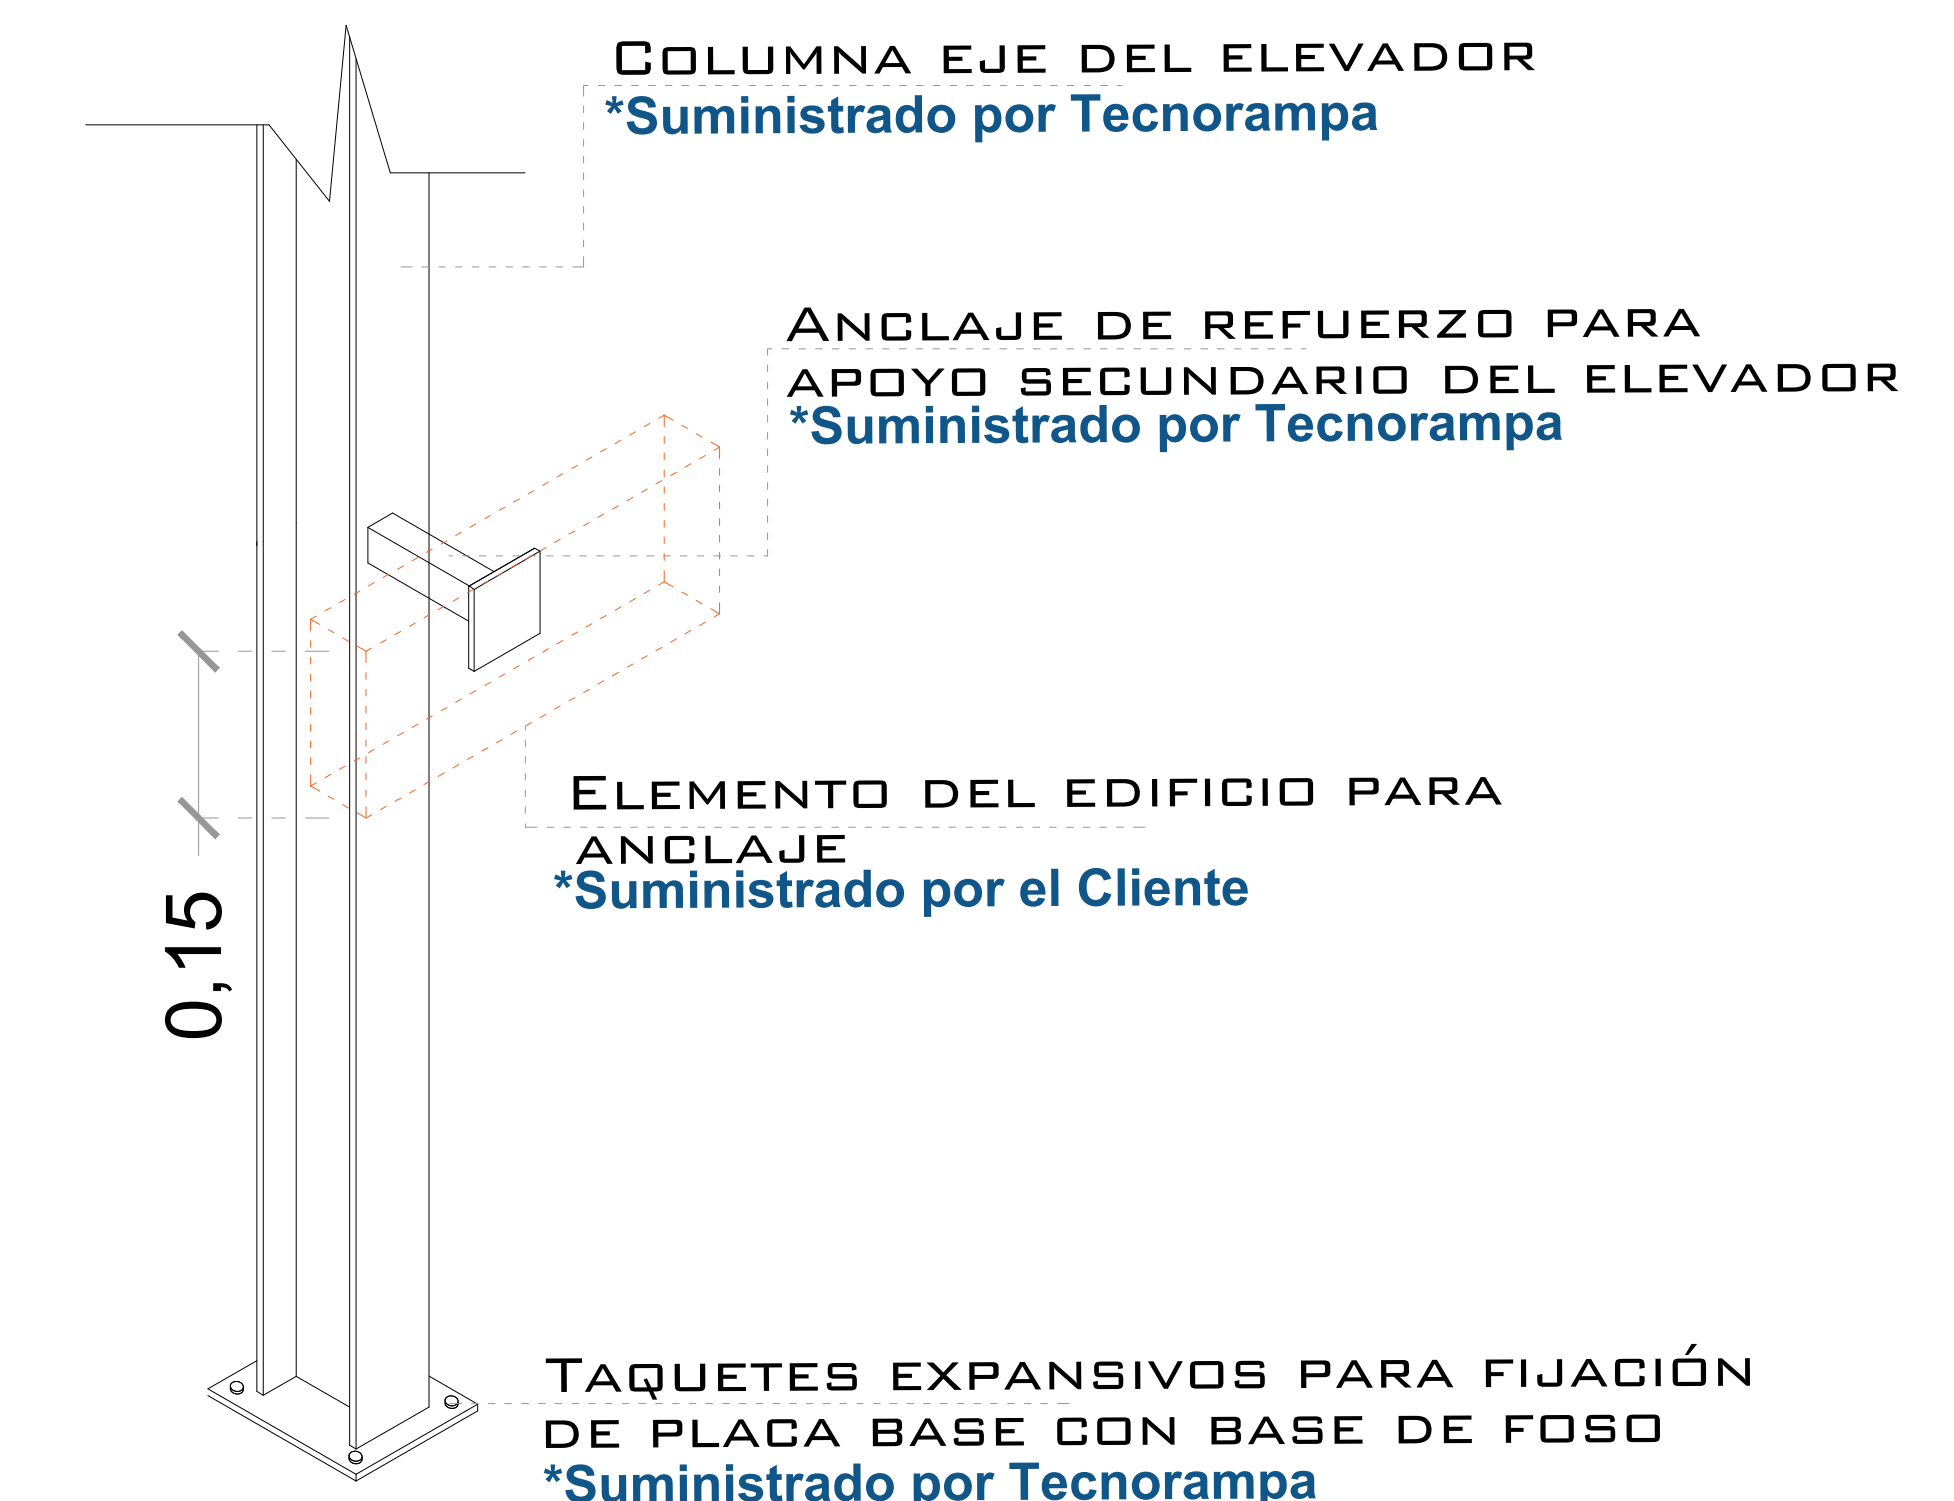 Columna eje del elevador
*Suministrado por Tecnorampa
Anclaje de refuerzo para
apoyo secundario del elevador
*Suministrado por Tecnorampa
Elemento del edificio para
anclaje
*Suministrado por el Cliente
0,15
Taquetes expansivos para fijación
de placa base con base de foso
*Suministrado por Tecnorampa